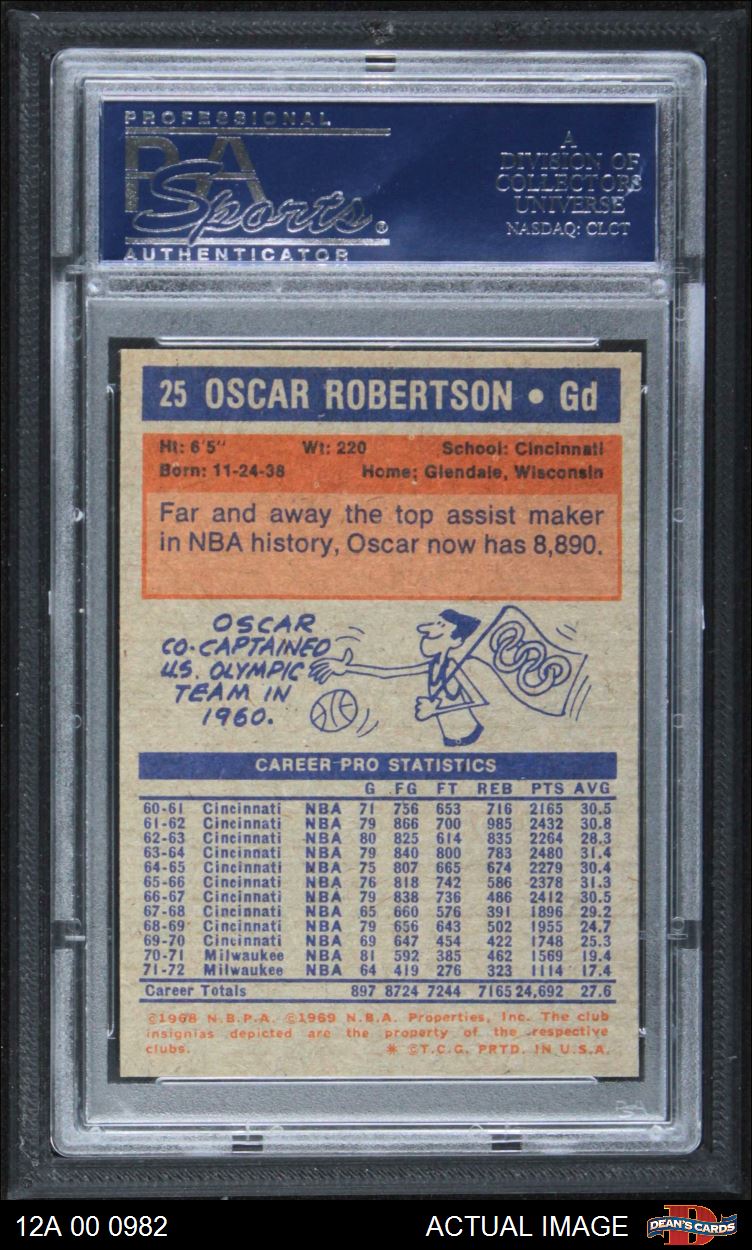 PROFESSIONAL
PSA
Sports®
AUTHENTICATOR
A
DIVISION OF
COLLECTORS
UNIVERSE
NASDAQ: CLCT
25 OSCAR ROBERTSON • Gd
Ht: 6'5" Wt: 220 School: Cincinnati
Born: 11-24-38 Home: Glendale, Wisconsin
Far and away the top assist maker
in NBA history, Oscar now has 8,890.
OSCAR
CO-CAPTAINED
U.S. OLYMPIC
TEAM IN
1960.
CAREER PRO STATISTICS
G FG FT REB PTS AVG
60-61 Cincinnati NBA 71 756 653 716 2165 30.5
61-62 Cincinnati NBA 79 866 700 985 2432 30.8
62-63 Cincinnati NBA 80 825 614 835 2264 28.3
63-64 Cincinnati NBA 79 840 800 783 2480 31.4
64-65 Cincinnati NBA 75 807 665 674 2279 30.4
65-66 Cincinnati NBA 76 818 742 586 2378 31.3
66-67 Cincinnati NBA 79 838 736 486 2412 30.5
67-68 Cincinnati NBA 65 660 576 391 1896 29.2
68-69 Cincinnati NBA 79 656 643 502 1955 24.7
69-70 Cincinnati NBA 69 647 454 422 1748 25.3
70-71 Milwaukee NBA 81 592 385 462 1569 19.4
71-72 Milwaukee NBA 64 419 276 323 1114 17.4
Career Totals 897 8724 7244 7165 24,692 27.6
©1968 N.B.P.A. ©1969 N.B.A. Properties, Inc. The club
insignias depicted are the property of the respective
clubs. * ©T.C.G. PRTD. IN U.S.A.
12A 00 0982 ACTUAL IMAGE DEAN'S CARDS